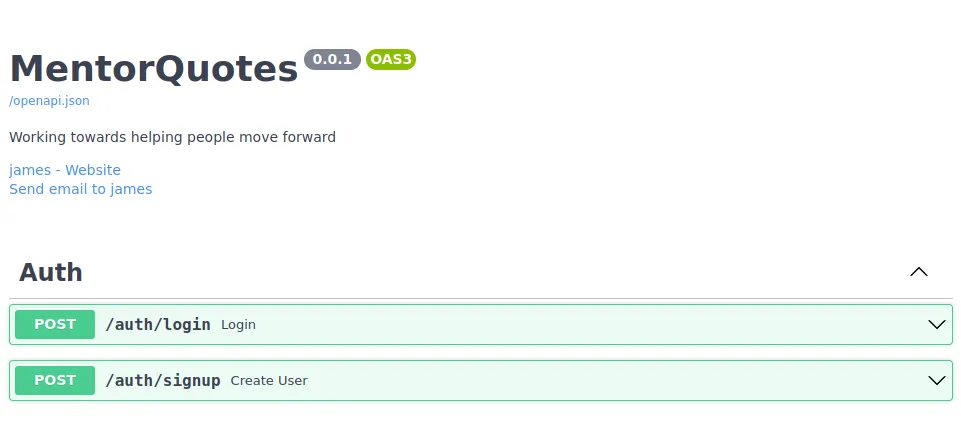 MentorQuotes 0.0.1 OAS3
/openapi.json
Working towards helping people move forward
james - Website
Send email to james
Auth
POST /auth/login Login
POST /auth/signup Create User